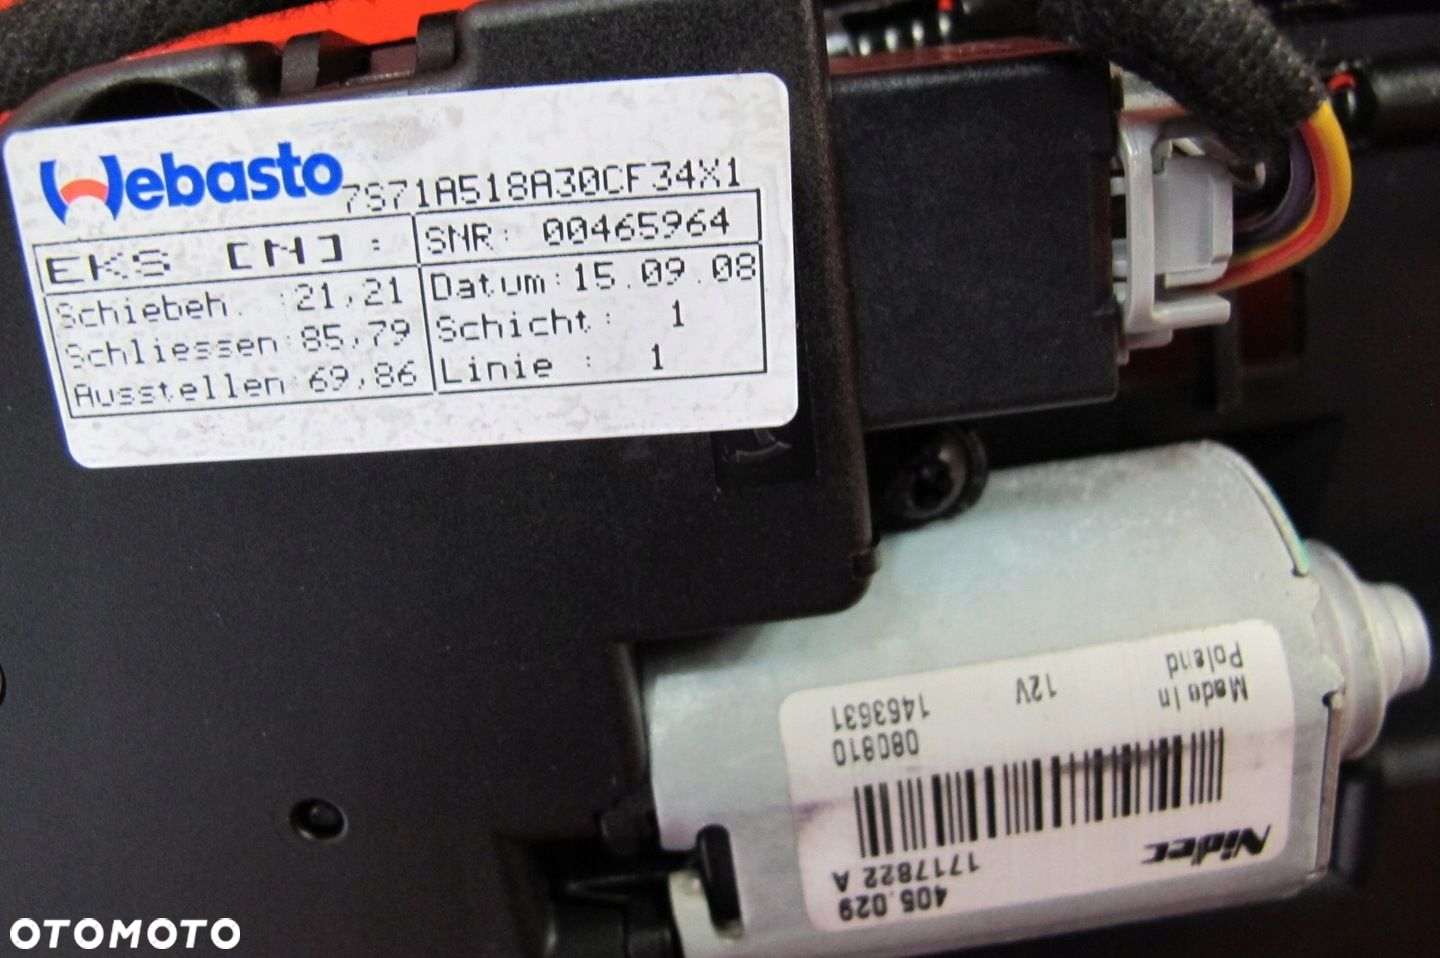 Webasto 7S71A518A30CF34X1
EKS [N] : SNR: 00465964
Schiebeh. :21,21 Datum:15.09.08
Schliessen:85,79 Schicht: 1
Ausstellen:69,86 Linie : 1
Nidec
405.029
1717822 A
080810
1463631
12V
Made in
Poland
OTOMOTO